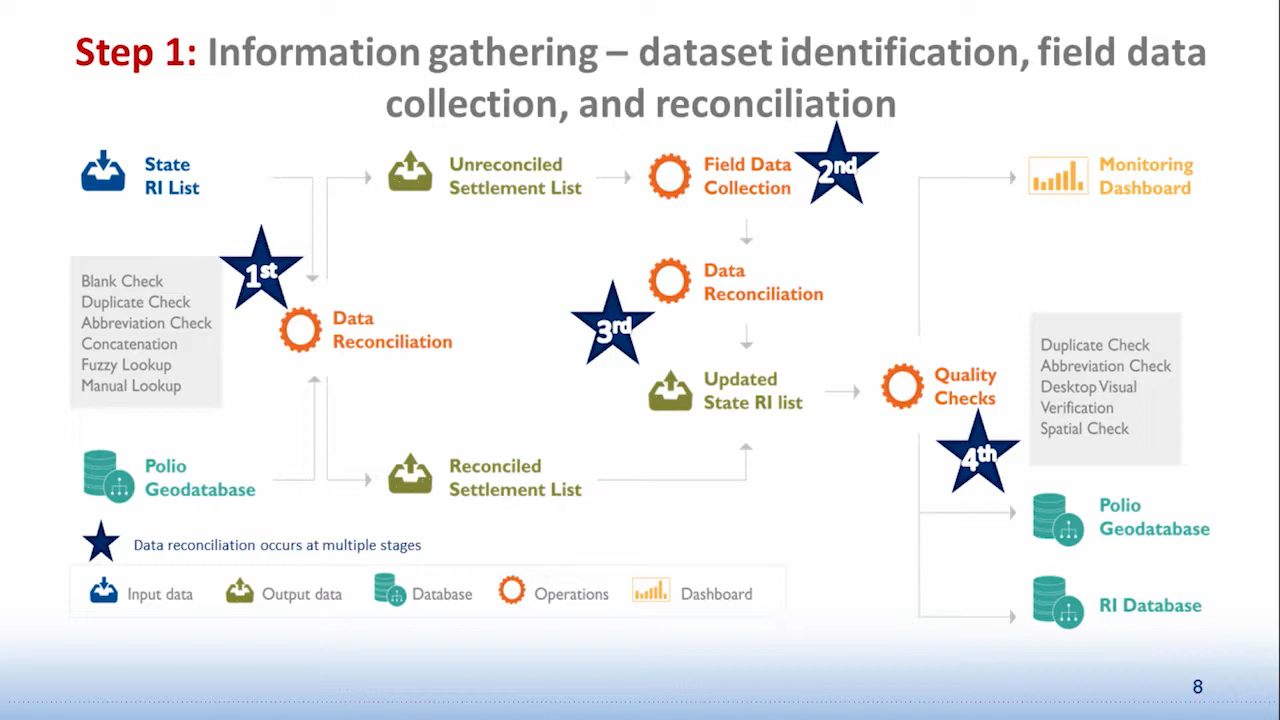 Step 1: Information gathering – dataset identification, field data
collection, and reconciliation
State
RI List
Unreconciled
Settlement List
Field Data
Collection
2nd
Monitoring
Dashboard
1st
Blank Check
Duplicate Check
Abbreviation Check
Concatenation
Fuzzy Lookup
Manual Lookup
Data
Reconciliation
Data
Reconciliation
3rd
Updated
State RI list
Quality
Checks
Duplicate Check
Abbreviation Check
Desktop Visual
Verification
Spatial Check
4th
Polio
Geodatabase
Reconciled
Settlement List
Polio
Geodatabase
RI Database
Data reconciliation occurs at multiple stages
Input data
Output data
Database
Operations
Dashboard
8